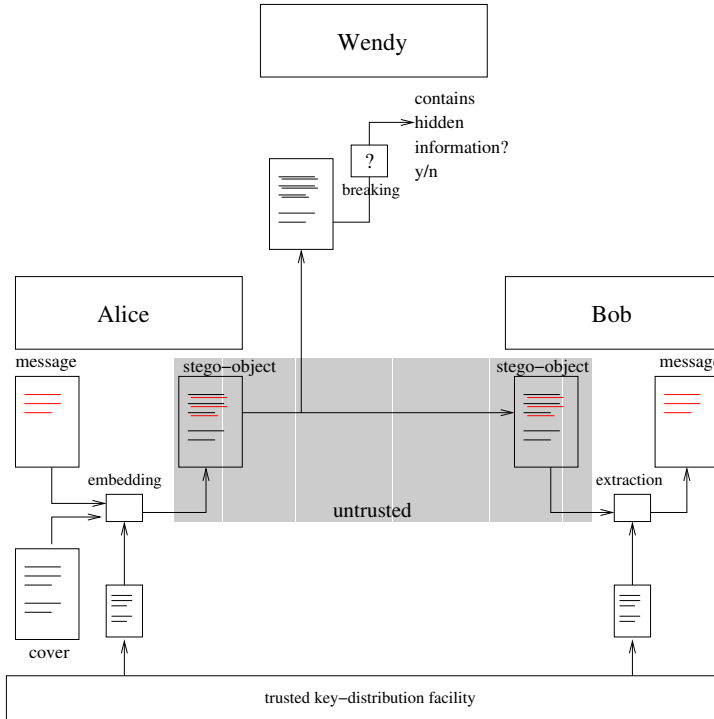 Wendy
contains
hidden
information?
y/n
?
breaking
Alice
Bob
message
stego−object
stego−object
message
embedding
extraction
untrusted
cover
trusted key−distribution facility